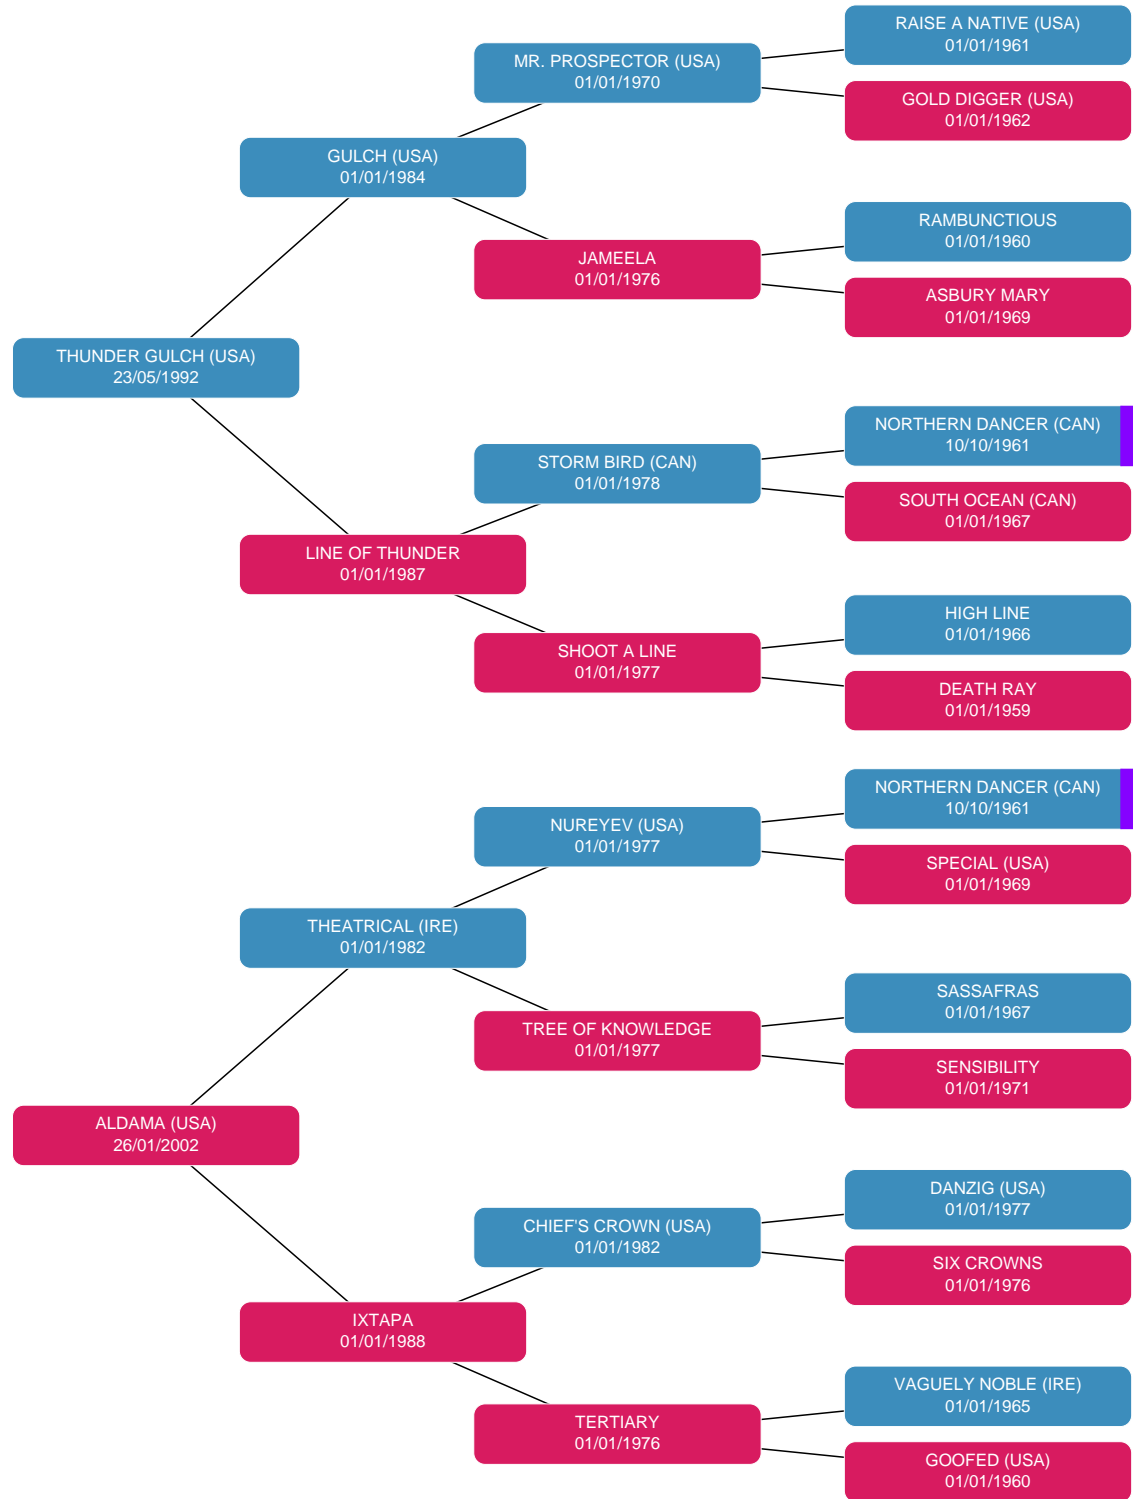 RAISE A NATIVE (USA)
01/01/1961
MR. PROSPECTOR (USA)
01/01/1970
GOLD DIGGER (USA)
01/01/1962
GULCH (USA)
01/01/1984
RAMBUNCTIOUS
01/01/1960
JAMEELA
01/01/1976
ASBURY MARY
01/01/1969
THUNDER GULCH (USA)
23/05/1992
NORTHERN DANCER (CAN)
10/10/1961
STORM BIRD (CAN)
01/01/1978
SOUTH OCEAN (CAN)
01/01/1967
LINE OF THUNDER
01/01/1987
HIGH LINE
01/01/1966
SHOOT A LINE
01/01/1977
DEATH RAY
01/01/1959
NORTHERN DANCER (CAN)
10/10/1961
NUREYEV (USA)
01/01/1977
SPECIAL (USA)
01/01/1969
THEATRICAL (IRE)
01/01/1982
SASSAFRAS
01/01/1967
TREE OF KNOWLEDGE
01/01/1977
SENSIBILITY
01/01/1971
ALDAMA (USA)
26/01/2002
DANZIG (USA)
01/01/1977
CHIEF'S CROWN (USA)
01/01/1982
SIX CROWNS
01/01/1976
IXTAPA
01/01/1988
VAGUELY NOBLE (IRE)
01/01/1965
TERTIARY
01/01/1976
GOOFED (USA)
01/01/1960